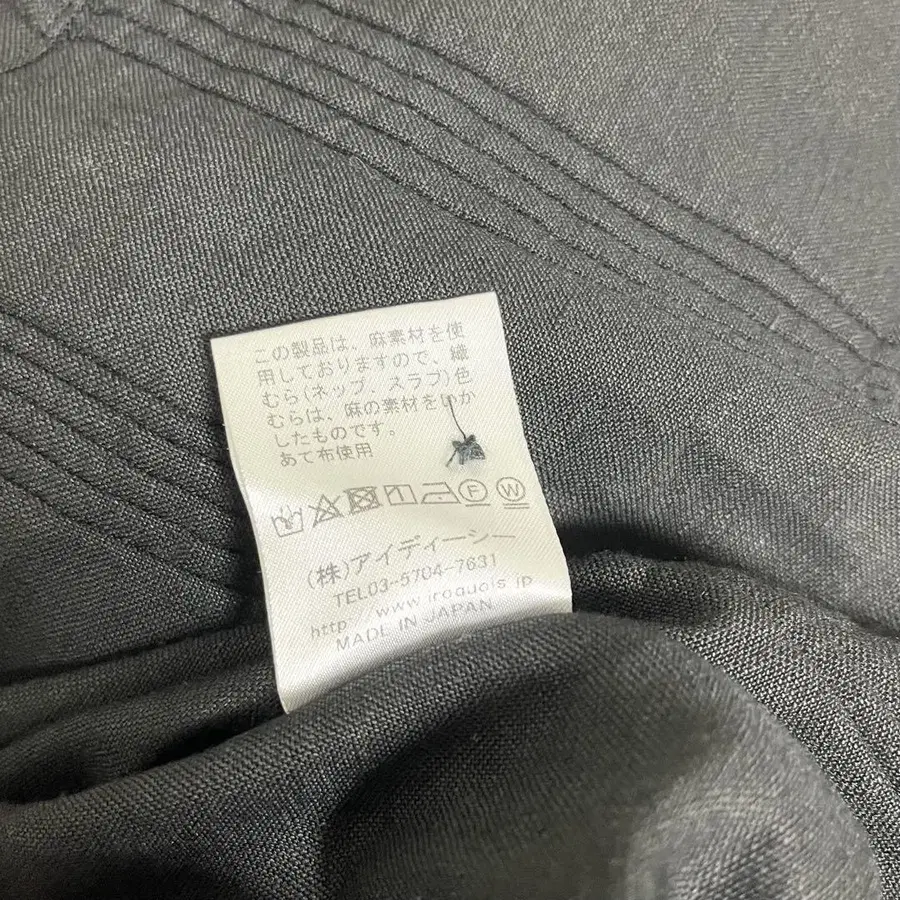 この製品は、麻素材を使
用しておりますので、繊
むら(ネップ、スラブ)色
むらは、麻の素材をいか
したものです。
あて布使用
F W
(株)アイディーシー
TEL03-5704-7631
http://www.iroquois.jp
MADE IN JAPAN